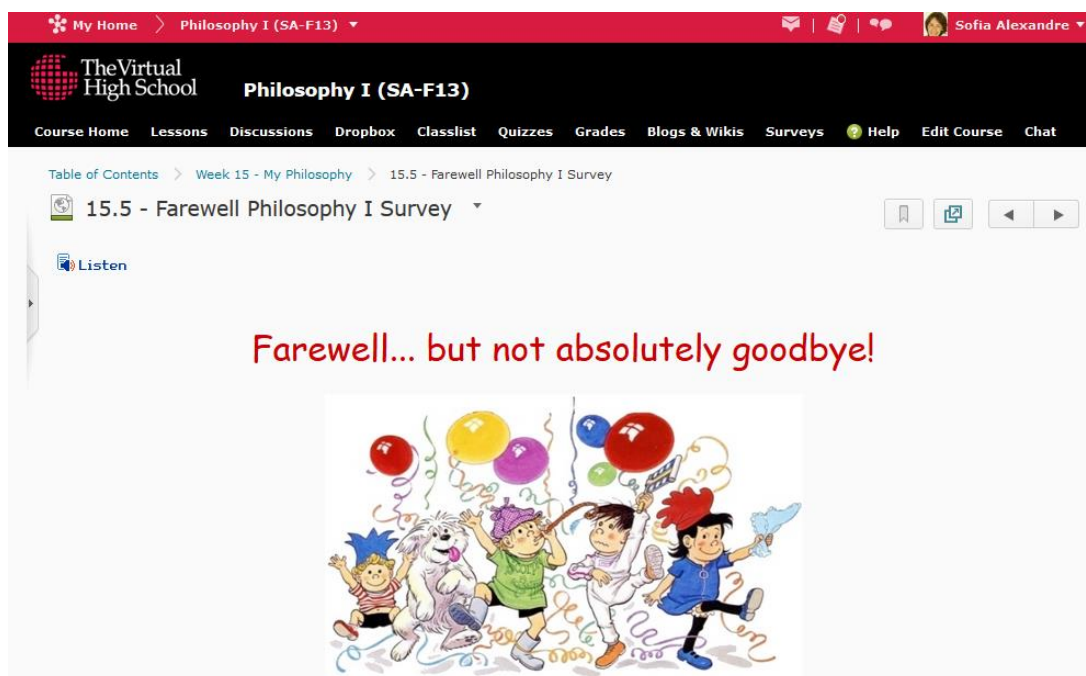 My Home > Philosophy I (SA-F13) | | Sofia Alexandre
The Virtual
High School
Philosophy I (SA-F13)
Course Home Lessons Discussions Dropbox Classlist Quizzes Grades Blogs & Wikis Surveys Help Edit Course Chat
Table of Contents > Week 15 - My Philosophy > 15.5 - Farewell Philosophy I Survey
15.5 - Farewell Philosophy I Survey
Listen
Farewell... but not absolutely goodbye!